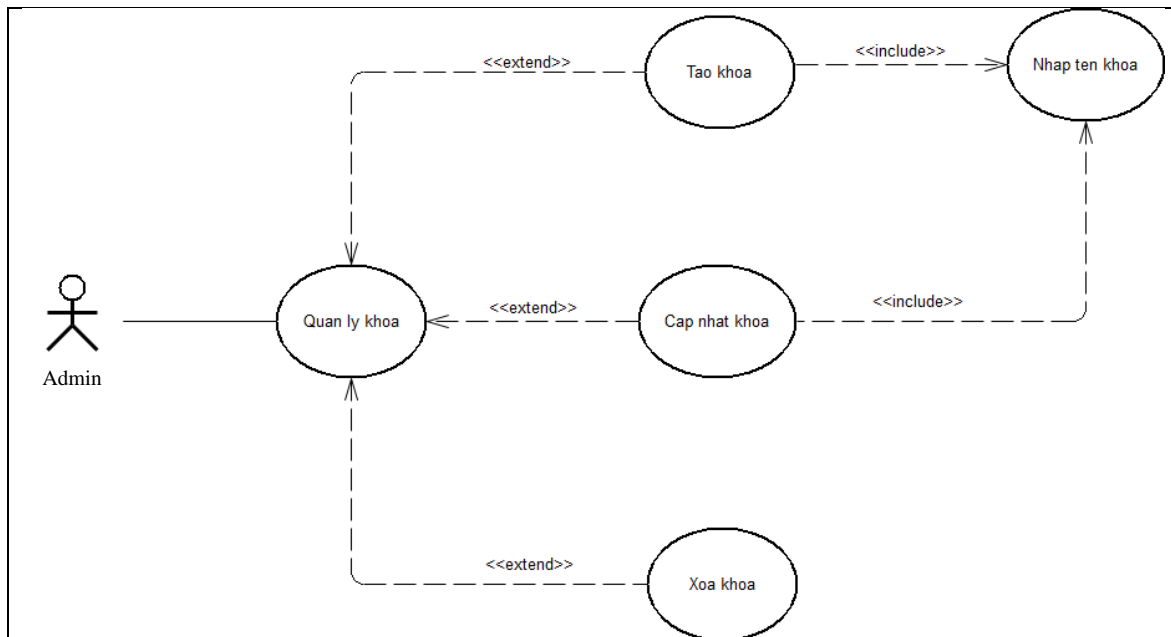 <<extend>>
Tao khoa
<<include>>
Nhap ten khoa
Admin
Quan ly khoa
<<extend>>
Cap nhat khoa
<<include>>
<<extend>>
Xoa khoa